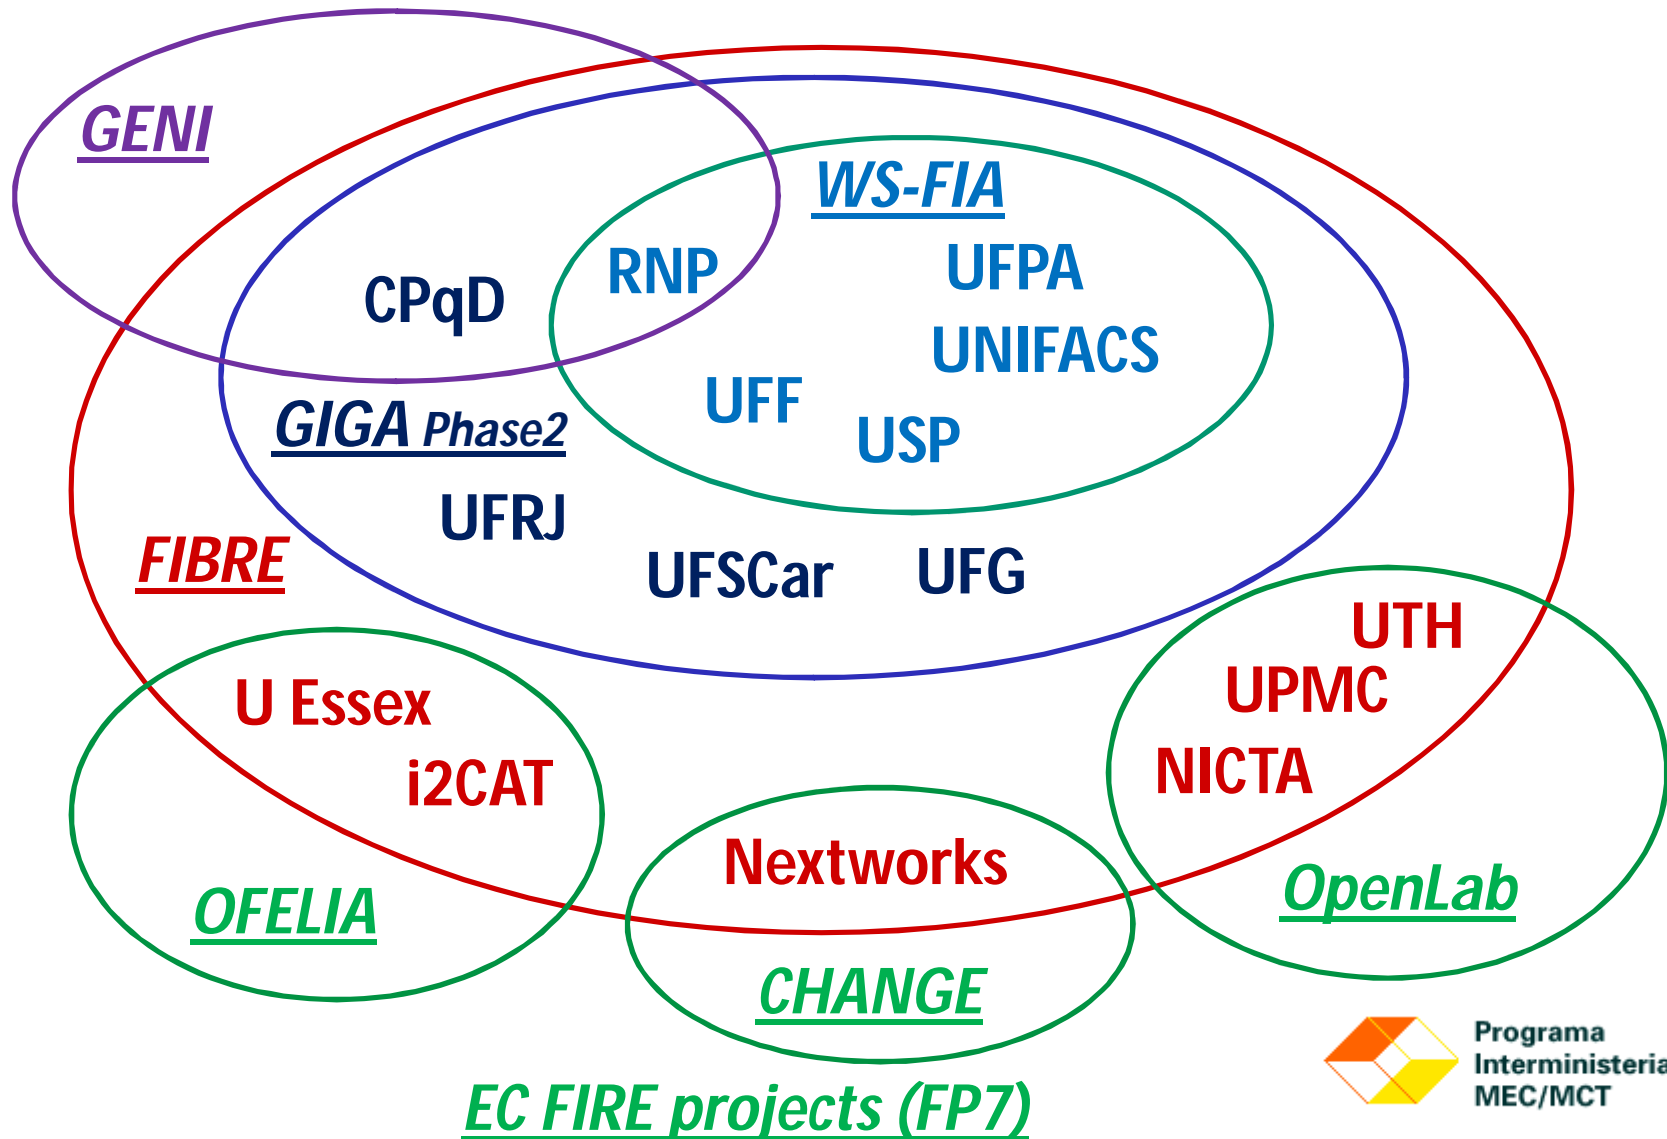 GENI
WS-FIA
RNP
UFPA
CPqD
UNIFACS
UFF
USP
GIGA Phase2
UFRJ
UFSCar
UFG
FIBRE
UTH
U Essex
UPMC
i2CAT
NICTA
Nextworks
OFELIA
OpenLab
CHANGE
Programa
Interministeria
MEC/MCT
EC FIRE projects (FP7)